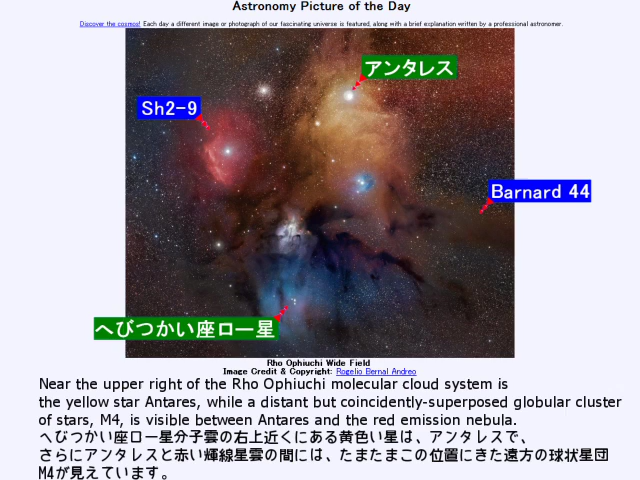 Astronomy Picture of the Day
Discover the cosmos! Each day a different image or photograph of our fascinating universe is featured, along with a brief explanation written by a professional astronomer.
アンタレス
Sh2-9
Barnard 44
へびつかい座ロー星
Rho Ophiuchi Wide Field
Image Credit & Copyright: Rogelio Bernal Andreo
Near the upper right of the Rho Ophiuchi molecular cloud system is
the yellow star Antares, while a distant but coincidently-superposed globular cluster
of stars, M4, is visible between Antares and the red emission nebula.
へびつかい座ロー星分子雲の右上近くにある黄色い星は、アンタレスで、
さらにアンタレスと赤い輝線星雲の間には、たまたまこの位置にきた遠方の球状星団
M4が見えています。